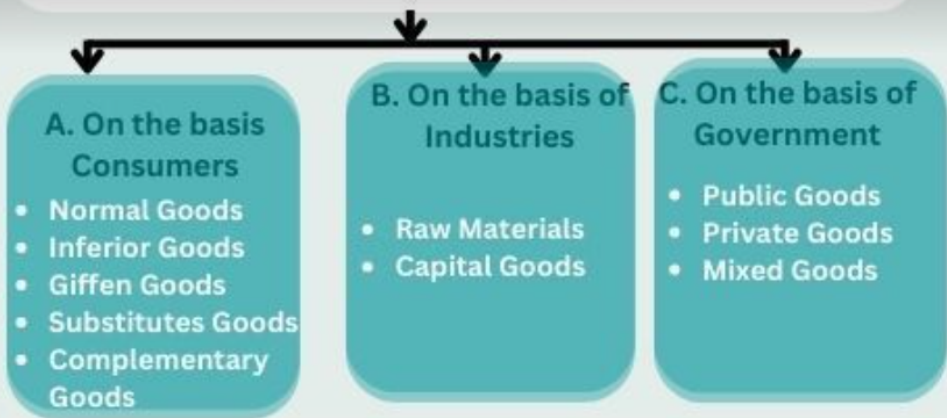 A. On the basis
Consumers
• Normal Goods
• Inferior Goods
• Giffen Goods
• Substitutes Goods
• Complementary
Goods
B. On the basis of
Industries
• Raw Materials
• Capital Goods
C. On the basis of
Government
• Public Goods
• Private Goods
• Mixed Goods